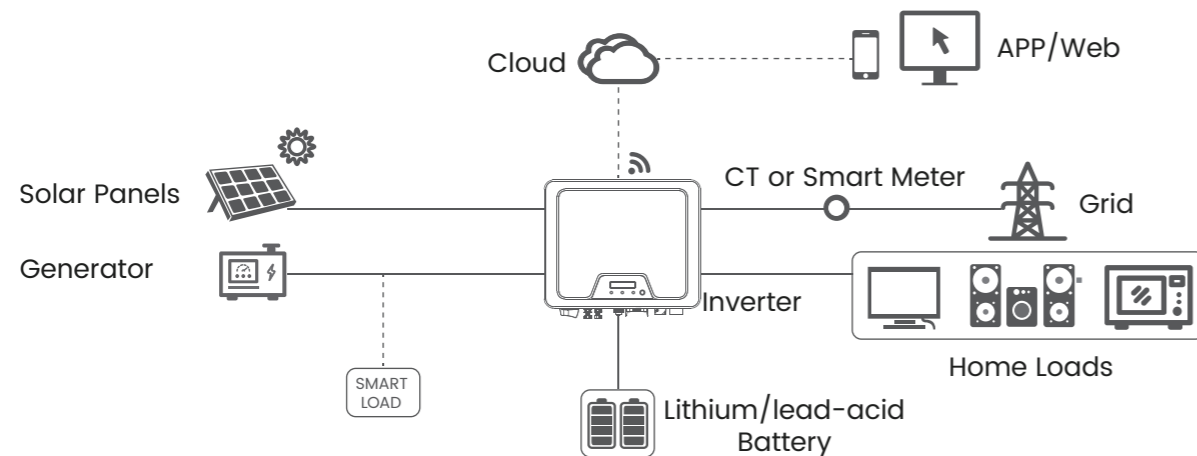 Cloud
APP/Web
Solar Panels
CT or Smart Meter
Grid
Generator
Inverter
SMART
LOAD
Home Loads
Lithium/lead-acid
Battery